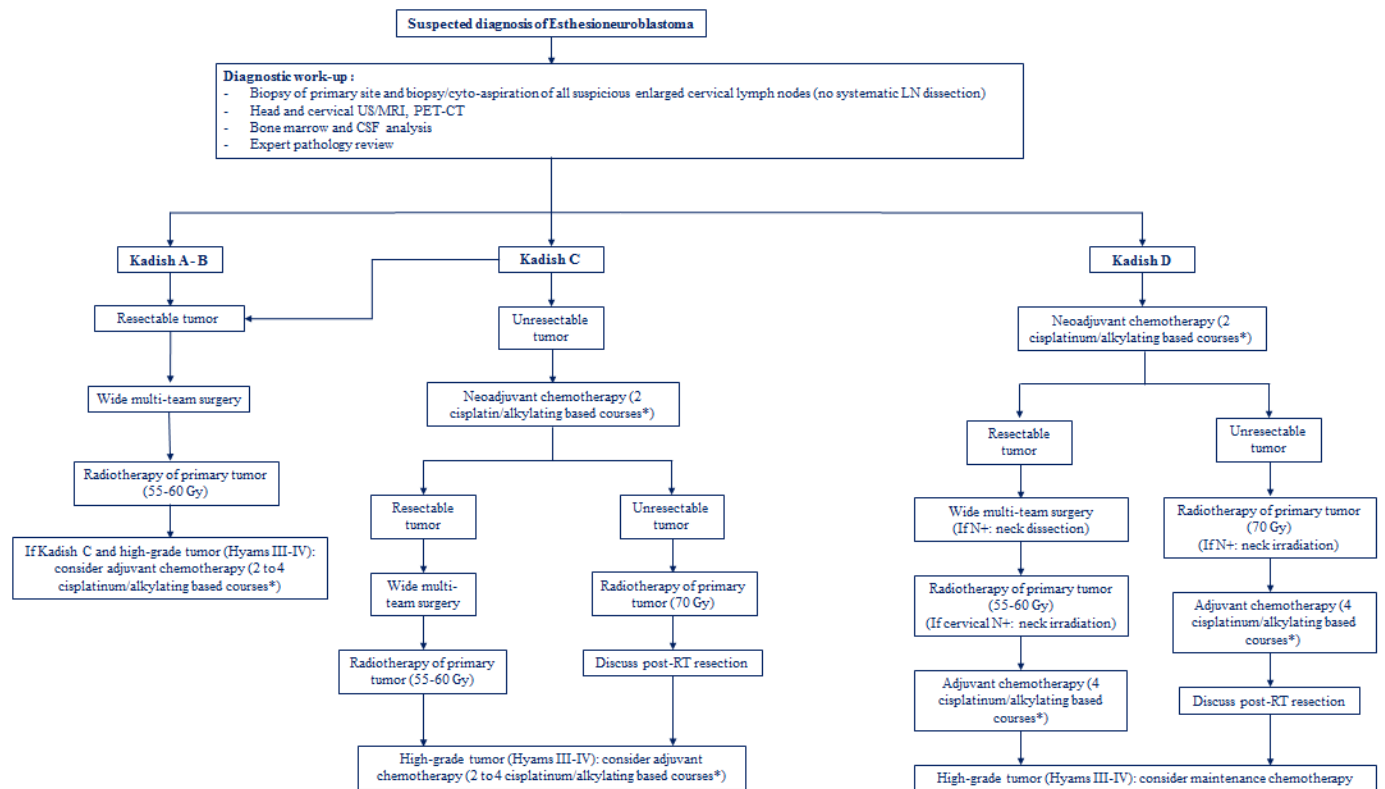 Suspected diagnosis of Esthesioneuroblastoma
Diagnostic work-up :
- Biopsy of primary site and biopsy/cyto-aspiration of all suspicious enlarged cervical lymph nodes (no systematic LN dissection)
- Head and cervical US/MRI, PET-CT
- Bone marrow and CSF analysis
- Expert pathology review
Kadish A - B
Resectable tumor
Wide multi-team surgery
Radiotherapy of primary tumor
(55-60 Gy)
If Kadish C and high-grade tumor (Hyams III-IV):
consider adjuvant chemotherapy (2 to 4
cisplatinum/alkylating based courses*)
Kadish C
Unresectable
tumor
Neoadjuvant chemotherapy (2
cisplatin/alkylating based courses*)
Resectable
tumor
Wide multi-
team surgery
Radiotherapy of primary
tumor (55-60 Gy)
Unresectable
tumor
Radiotherapy of primary
tumor (70 Gy)
Discuss post-RT resection
High-grade tumor (Hyams III-IV): consider adjuvant
chemotherapy (2 to 4 cisplatinum/alkylating based courses*)
Kadish D
Neoadjuvant chemotherapy (2
cisplatinum/alkylating based courses*)
Resectable
tumor
Wide multi-team surgery
(If N+: neck dissection)
Radiotherapy of primary tumor
(55-60 Gy)
(If cervical N+: neck irradiation)
Adjuvant chemotherapy (4
cisplatinum/alkylating based
courses*)
Unresectable
tumor
Radiotherapy of primary tumor
(70 Gy)
(If N+: neck irradiation)
Adjuvant chemotherapy (4
cisplatinum/alkylating based
courses*)
Discuss post-RT resection
High-grade tumor (Hyams III-IV): consider maintenance chemotherapy